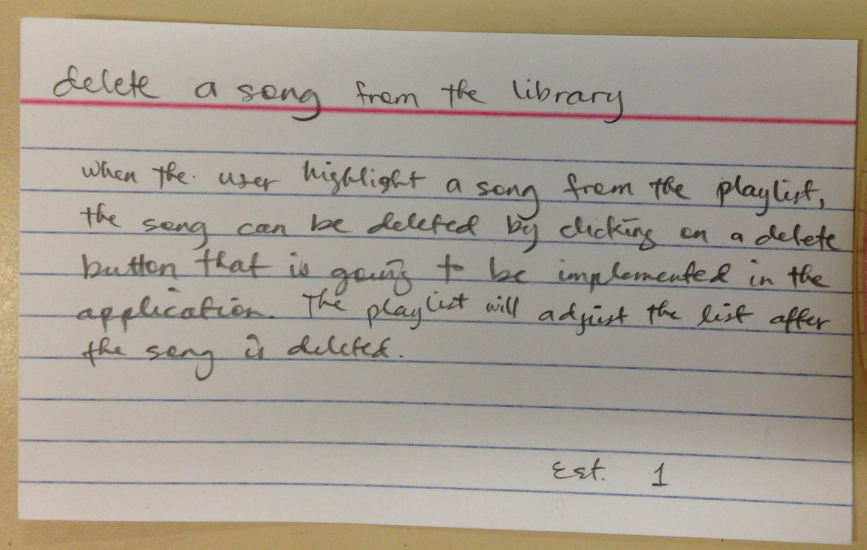 delete a song from the library
when the user highlight a song from the playlist,
the song can be deleted by clicking on a delete
button that is going to be implemented in the
application. The playlist will adjust the list after
the song is deleted.
Est. 1